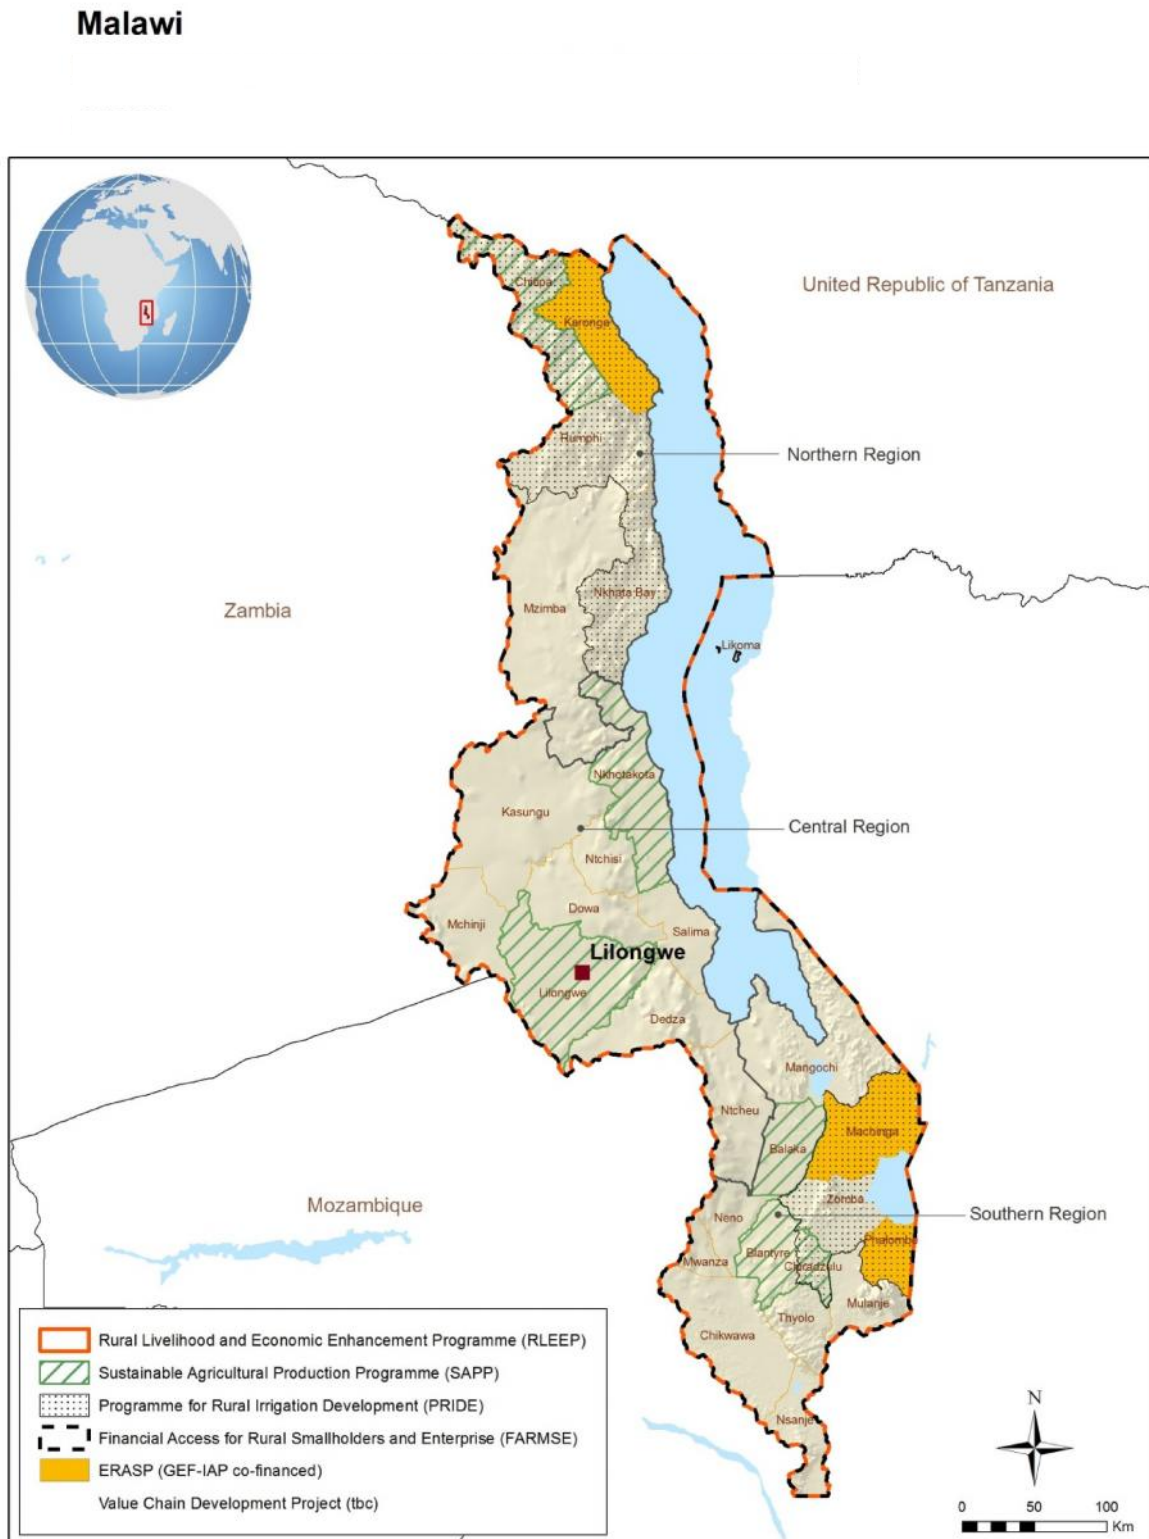 Malawi
United Republic of Tanzania
Chitipa
Karonga
Rumphi
Northern Region
Zambia
Mzimba
Nkhata Bay
Likoma
Nkhotakota
Kasungu
Central Region
Ntchisi
Mchinji
Dowa
Salima
Lilongwe
Lilongwe
Dedza
Mangochi
Ntcheu
Machinga
Balaka
Mozambique
Zomba
Neno
Southern Region
Phalombe
Blantyre
Mwanza
Chiradzulu
Mulanje
Thyolo
Chikwawa
Nsanje
Rural Livelihood and Economic Enhancement Programme (RLEEP)
Sustainable Agricultural Production Programme (SAPP)
Programme for Rural Irrigation Development (PRIDE)
Financial Access for Rural Smallholders and Enterprise (FARMSE)
ERASP (GEF-IAP co-financed)
Value Chain Development Project (tbc)
N
0 50 100
Km